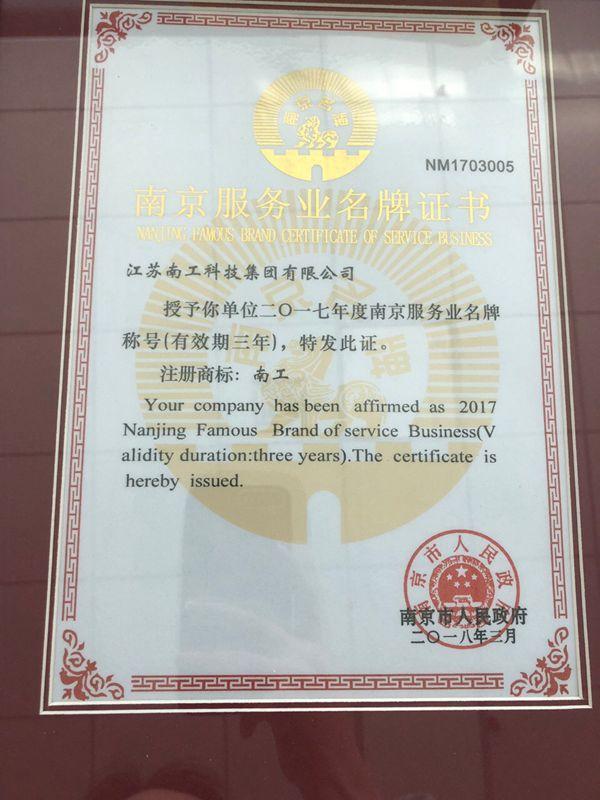 南京名牌
NM1703005
南京服务业名牌证书
NANJING FAMOUS BRAND CERTIFICATE OF SERVICE BUSINESS
江苏南工科技集团有限公司
授予你单位二〇一七年度南京服务业名牌
称号(有效期三年)，特发此证。
注册商标：南工
Your company has been affirmed as 2017
Nanjing Famous Brand of service Business(V
alidity duration:three years).The certificate is
hereby issued.
南京市人民政府
南京市人民政府
二〇一八年三月